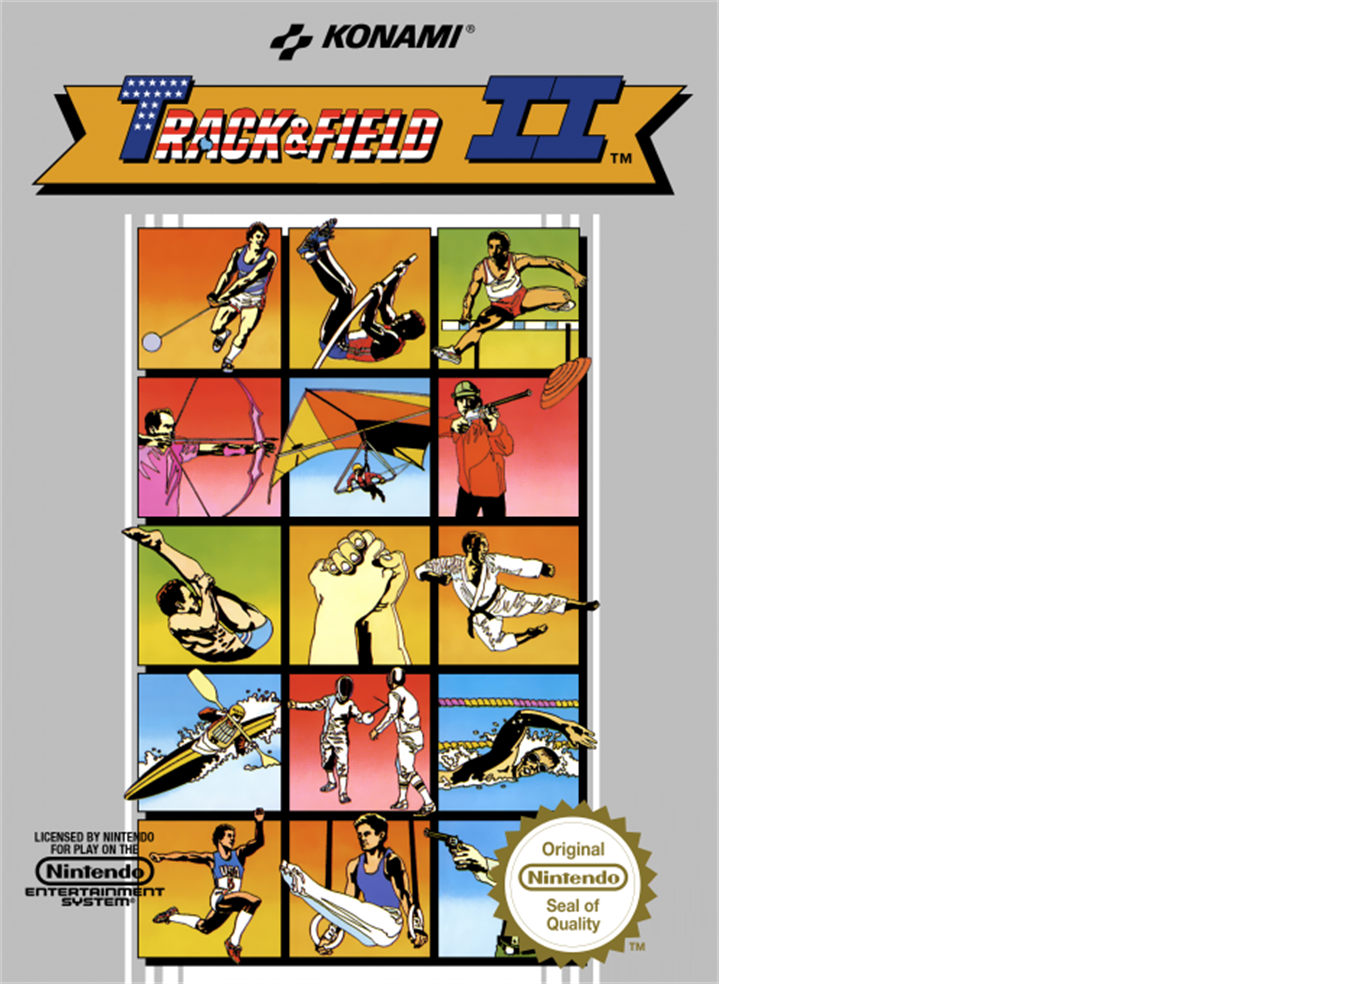 KONAMI®
TRACK & FIELD II™
LICENSED BY NINTENDO
FOR PLAY ON THE
Nintendo
ENTERTAINMENT
SYSTEM®
USA
Original
Nintendo
Seal of
Quality
TM